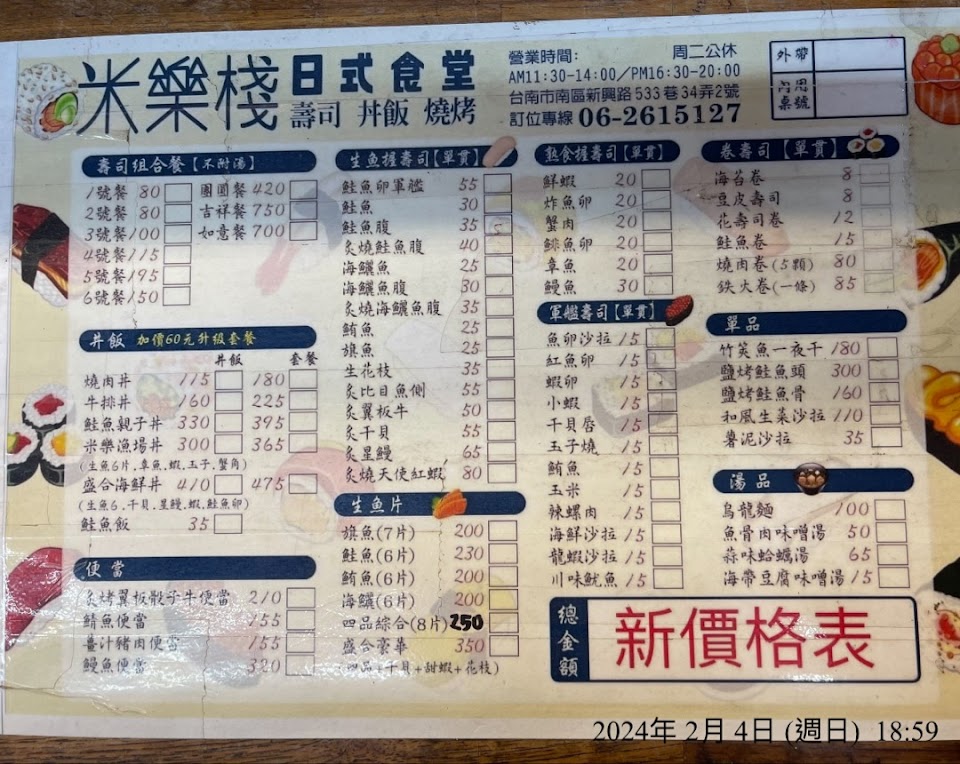 米樂棧日式食堂
壽司 丼飯 燒烤
營業時間: 周二公休
AM11:30-14:00/PM16:30-20:00
台南市南區新興路533巷34弄2號
訂位專線 06-2615127
外帶
內用桌號
壽司組合餐【不附湯】
1號餐 80 團圓餐 420
2號餐 80 吉祥餐 750
3號餐 100 如意餐 700
4號餐 115
5號餐 195
6號餐 150
丼飯 加價60元升級套餐
丼飯 套餐
燒肉丼 115 180
牛排丼 160 225
鮭魚親子丼 330 395
米樂漁場丼 300 365
(生魚6片.章魚.蝦.玉子.蟹角)
盛合海鮮丼 410 475
(生魚6.干貝.星鰻.蝦.鮭魚卵)
鮭魚飯 35
便當
炙烤翼板骰子牛便當 210
鯖魚便當 155
薑汁豬肉便當 155
鰻魚便當 320
生魚握壽司【單貫】
鮭魚卵軍艦 55
鮭魚 30
鮭魚腹 35
炙燒鮭魚腹 40
海鱺魚 25
海鱺魚腹 30
炙燒海鱺魚腹 35
鮪魚 25
旗魚 25
生花枝 35
炙比目魚側 55
炙翼板牛 50
炙干貝 55
炙星鰻 65
炙燒天使紅蝦 80
生魚片
旗魚(7片) 200
鮭魚(6片) 230
鮪魚(6片) 200
海鱺(6片) 200
四品綜合(8片) 250
盛合豪華 350
(四品+干貝+甜蝦+花枝)
熟食握壽司【單貫】
鮮蝦 20
炸魚卵 20
蟹肉 20
鯡魚卵 20
章魚 20
鰻魚 30
軍艦壽司【單貫】
魚卵沙拉 15
紅魚卵 15
蝦卵 15
小蝦 15
干貝唇 15
玉子燒 15
鮪魚 15
玉米 15
辣螺肉 15
海鮮沙拉 15
龍蝦沙拉 15
川味魷魚 15
卷壽司【單貫】
海苔卷 8
豆皮壽司 8
花壽司卷 12
鮭魚卷 15
燒肉卷(5顆) 80
鉄火卷(一條) 85
單品
竹筴魚一夜干 180
鹽烤鮭魚頭 300
鹽烤鮭魚骨 160
和風生菜沙拉 110
薯泥沙拉 35
湯品
烏龍麵 100
魚骨肉味噌湯 50
蒜味蛤蠣湯 65
海帶豆腐味噌湯 15
總金額
新價格表
2024年 2月 4日 (週日) 18:59